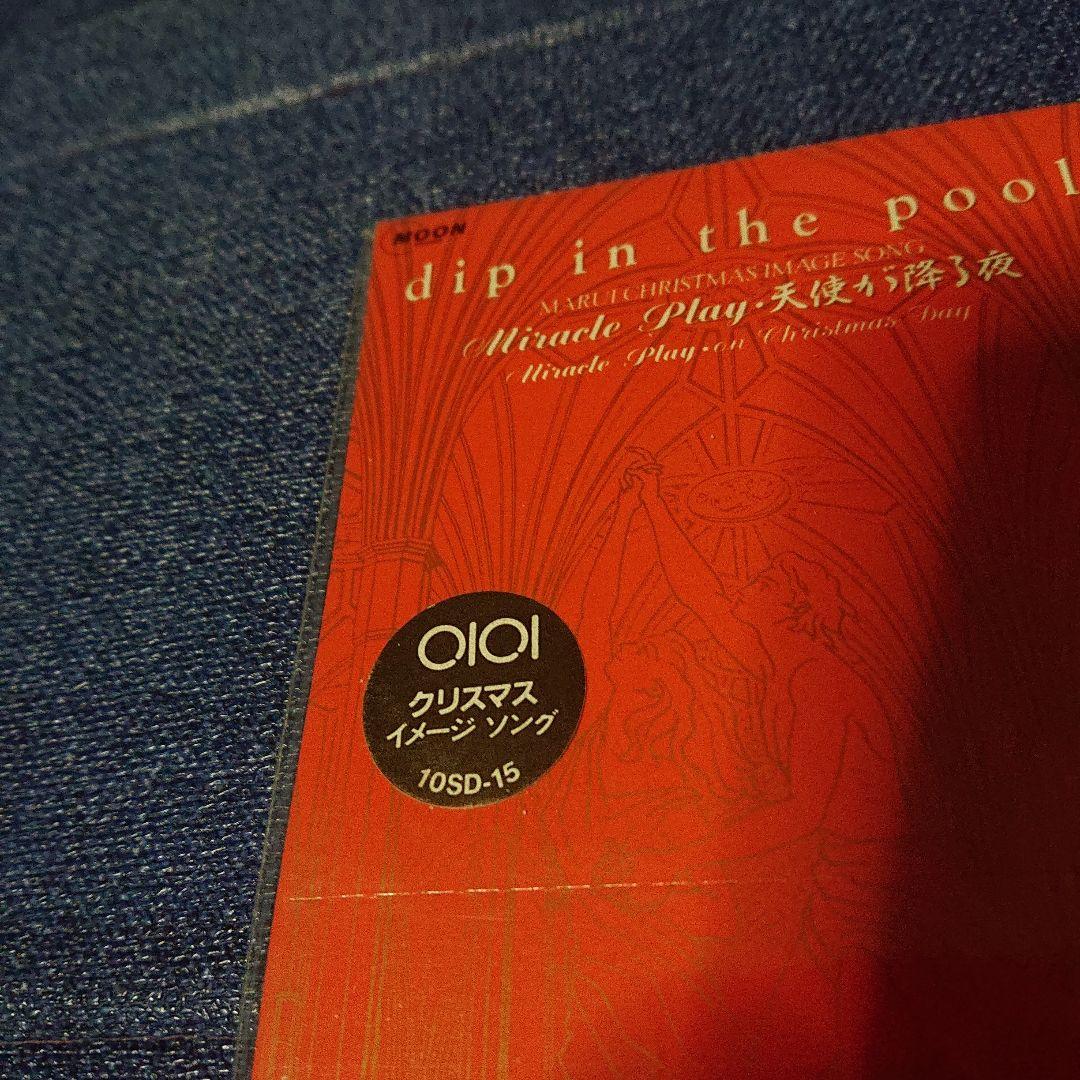 MOON
dip in the pool
MARUI CHRISTMAS IMAGE SONG
Miracle Play・天使が降る夜
Miracle Play・on Christmas Day
OIOI
クリスマス
イメージ ソング
10SD-15